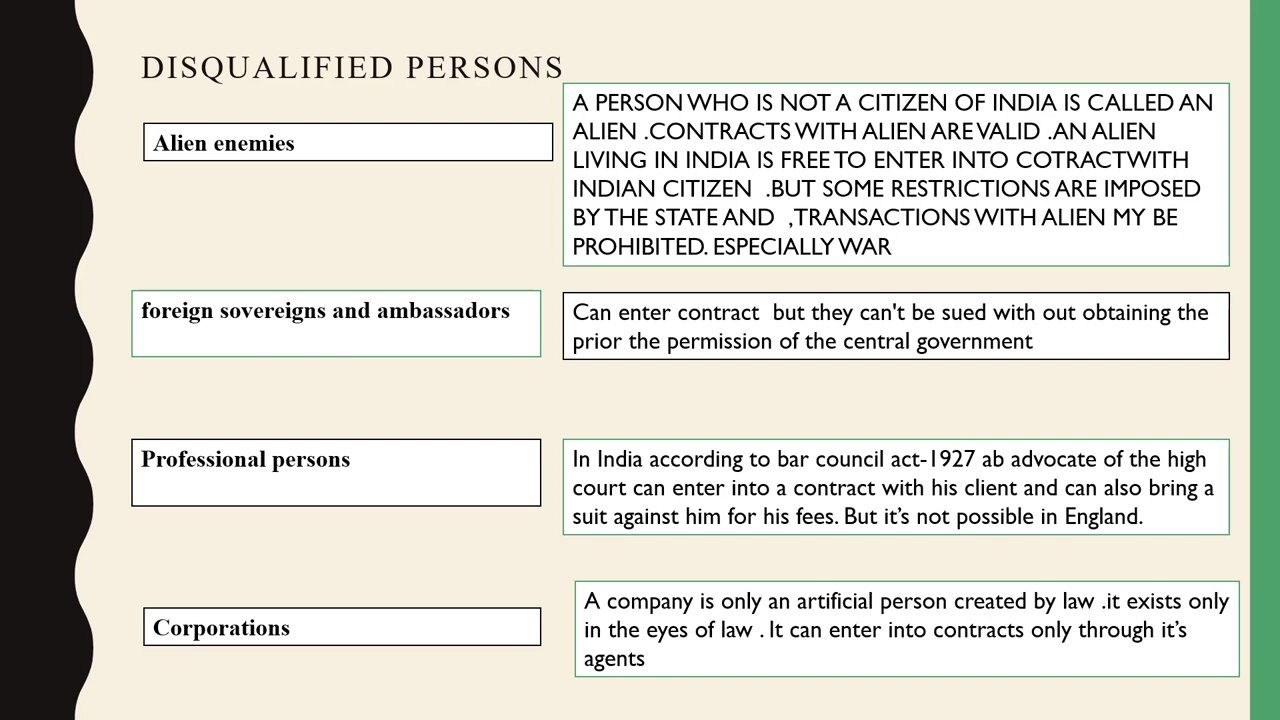 DISQUALIFIED PERSONS
Alien enemies
A PERSON WHO IS NOT A CITIZEN OF INDIA IS CALLED AN
ALIEN .CONTRACTS WITH ALIEN ARE VALID .AN ALIEN
LIVING IN INDIA IS FREE TO ENTER INTO COTRACTWITH
INDIAN CITIZEN  .BUT SOME RESTRICTIONS ARE IMPOSED
BY THE STATE AND  ,TRANSACTIONS WITH ALIEN MY BE
PROHIBITED. ESPECIALLY WAR
foreign sovereigns and ambassadors
Can enter contract  but they can't be sued with out obtaining the
prior the permission of the central government
Professional persons
In India according to bar council act-1927 ab advocate of the high
court can enter into a contract with his client and can also bring a
suit against him for his fees. But it’s not possible in England.
Corporations
A company is only an artificial person created by law .it exists only
in the eyes of law . It can enter into contracts only through it’s
agents